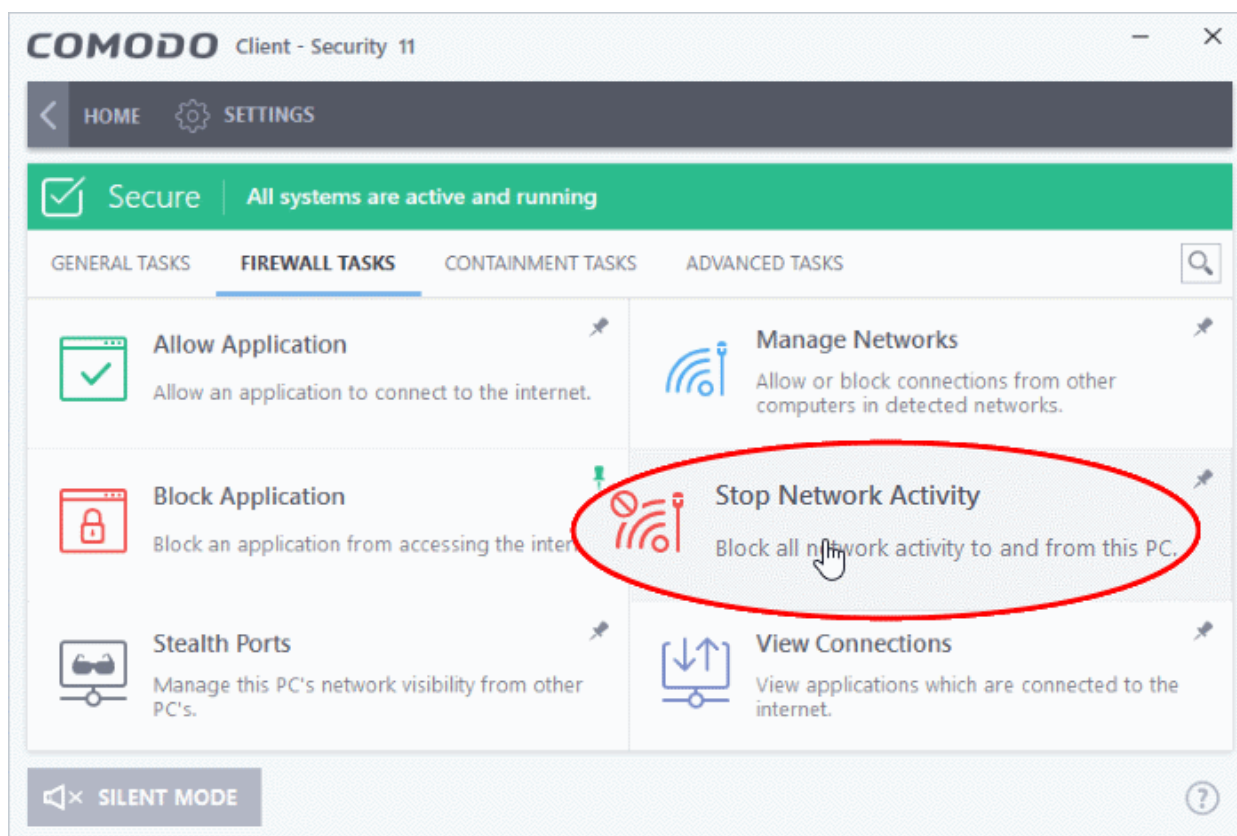 COMODO Client - Security 11
HOME SETTINGS
Secure All systems are active and running
GENERAL TASKS FIREWALL TASKS CONTAINMENT TASKS ADVANCED TASKS
Allow Application
Allow an application to connect to the internet.
Manage Networks
Allow or block connections from other
computers in detected networks.
Block Application
Block an application from accessing the
Stop Network Activity
Block all network activity to and from this PC.
Stealth Ports
Manage this PC's network visibility from other
PC's.
View Connections
View applications which are connected to the
internet.
SILENT MODE
?